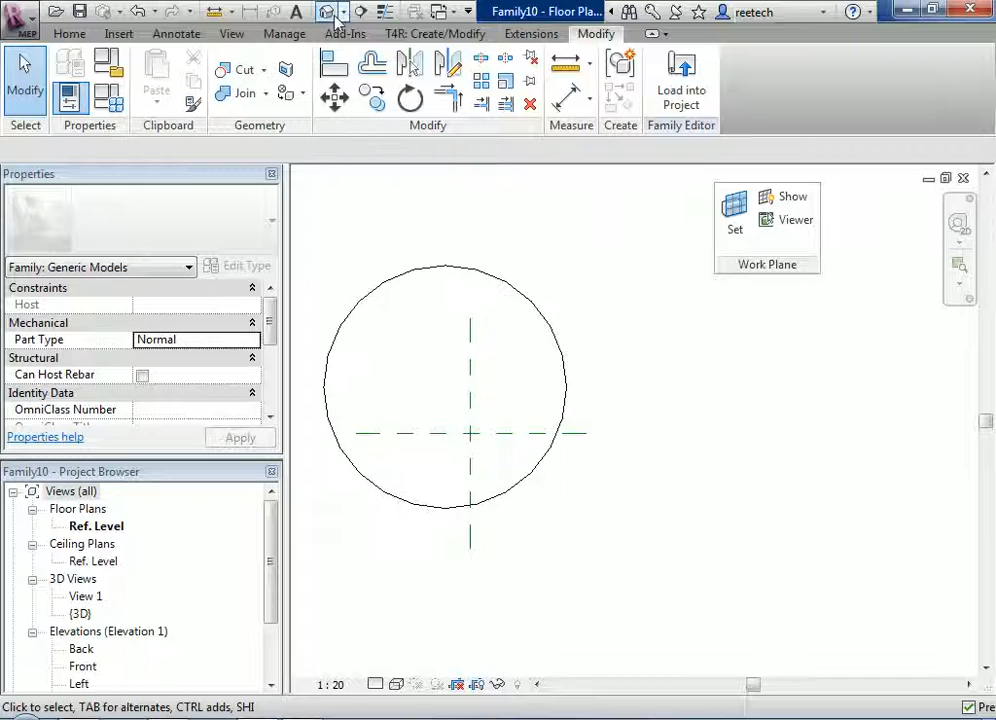 Family10 - Floor Pla...
reetech
MEP
Home Insert Annotate View Manage Add-Ins T4R: Create/Modify Extensions Modify
Modify
Paste
Cut
Join
Load into
Project
Select Properties Clipboard Geometry Modify Measure Create Family Editor
Properties
Family: Generic Models
Edit Type
Constraints
Host
Mechanical
Part Type Normal
Structural
Can Host Rebar
Identity Data
OmniClass Number
OmniClass Title
Properties help
Apply
Family10 - Project Browser
Views (all)
Floor Plans
Ref. Level
Ceiling Plans
Ref. Level
3D Views
View 1
{3D}
Elevations (Elevation 1)
Back
Front
Left
Set
Show
Viewer
Work Plane
2D
1 : 20
Click to select, TAB for alternates, CTRL adds, SHI
Pre